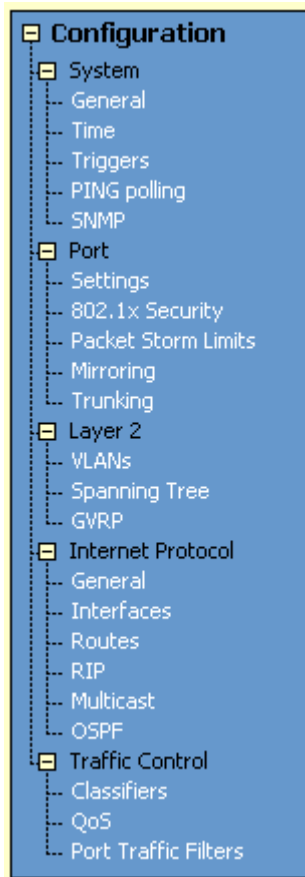 Configuration
System
General
Time
Triggers
PING polling
SNMP
Port
Settings
802.1x Security
Packet Storm Limits
Mirroring
Trunking
Layer 2
VLANs
Spanning Tree
GVRP
Internet Protocol
General
Interfaces
Routes
RIP
Multicast
OSPF
Traffic Control
Classifiers
QoS
Port Traffic Filters